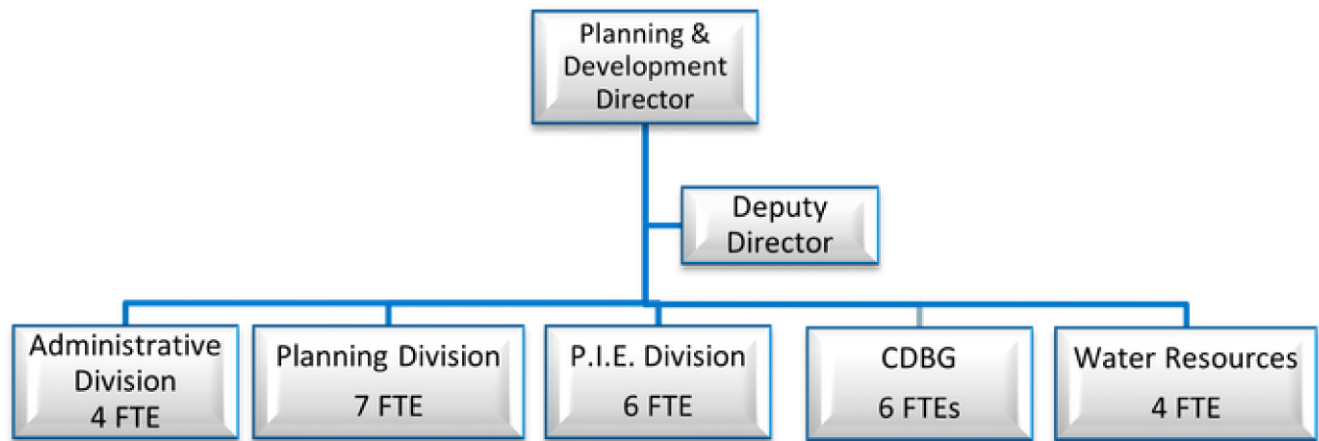 Planning &
Development
Director
Deputy
Director
Administrative
Division
4 FTE
Planning Division
7 FTE
P.I.E. Division
6 FTE
CDBG
6 FTEs
Water Resources
4 FTE